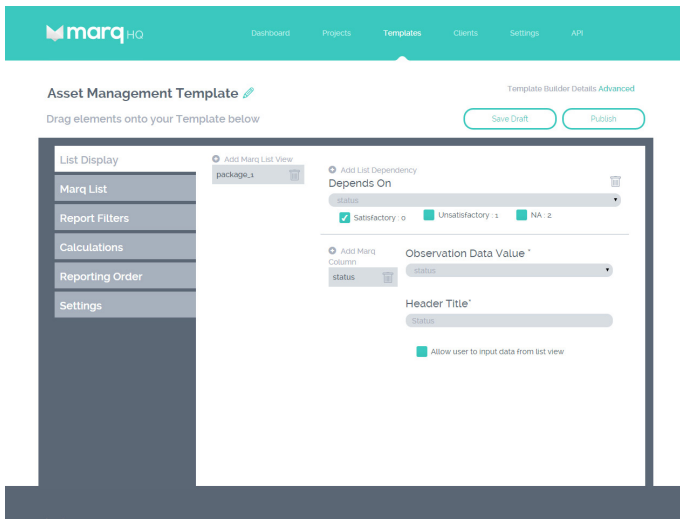 marq HQ
Dashboard Projects Templates Clients Settings API
Asset Management Template
Template Builder Details Advanced
Drag elements onto your Template below
Save Draft Publish
List Display
Marq List
Report Filters
Calculations
Reporting Order
Settings
Add Marq List View
package_1
Add List Dependency
Depends On
status
Satisfactory : 0 Unsatisfactory : 1 NA : 2
Add Marq
Column
status
Observation Data Value *
status
Header Title*
Status
Allow user to input data from list view